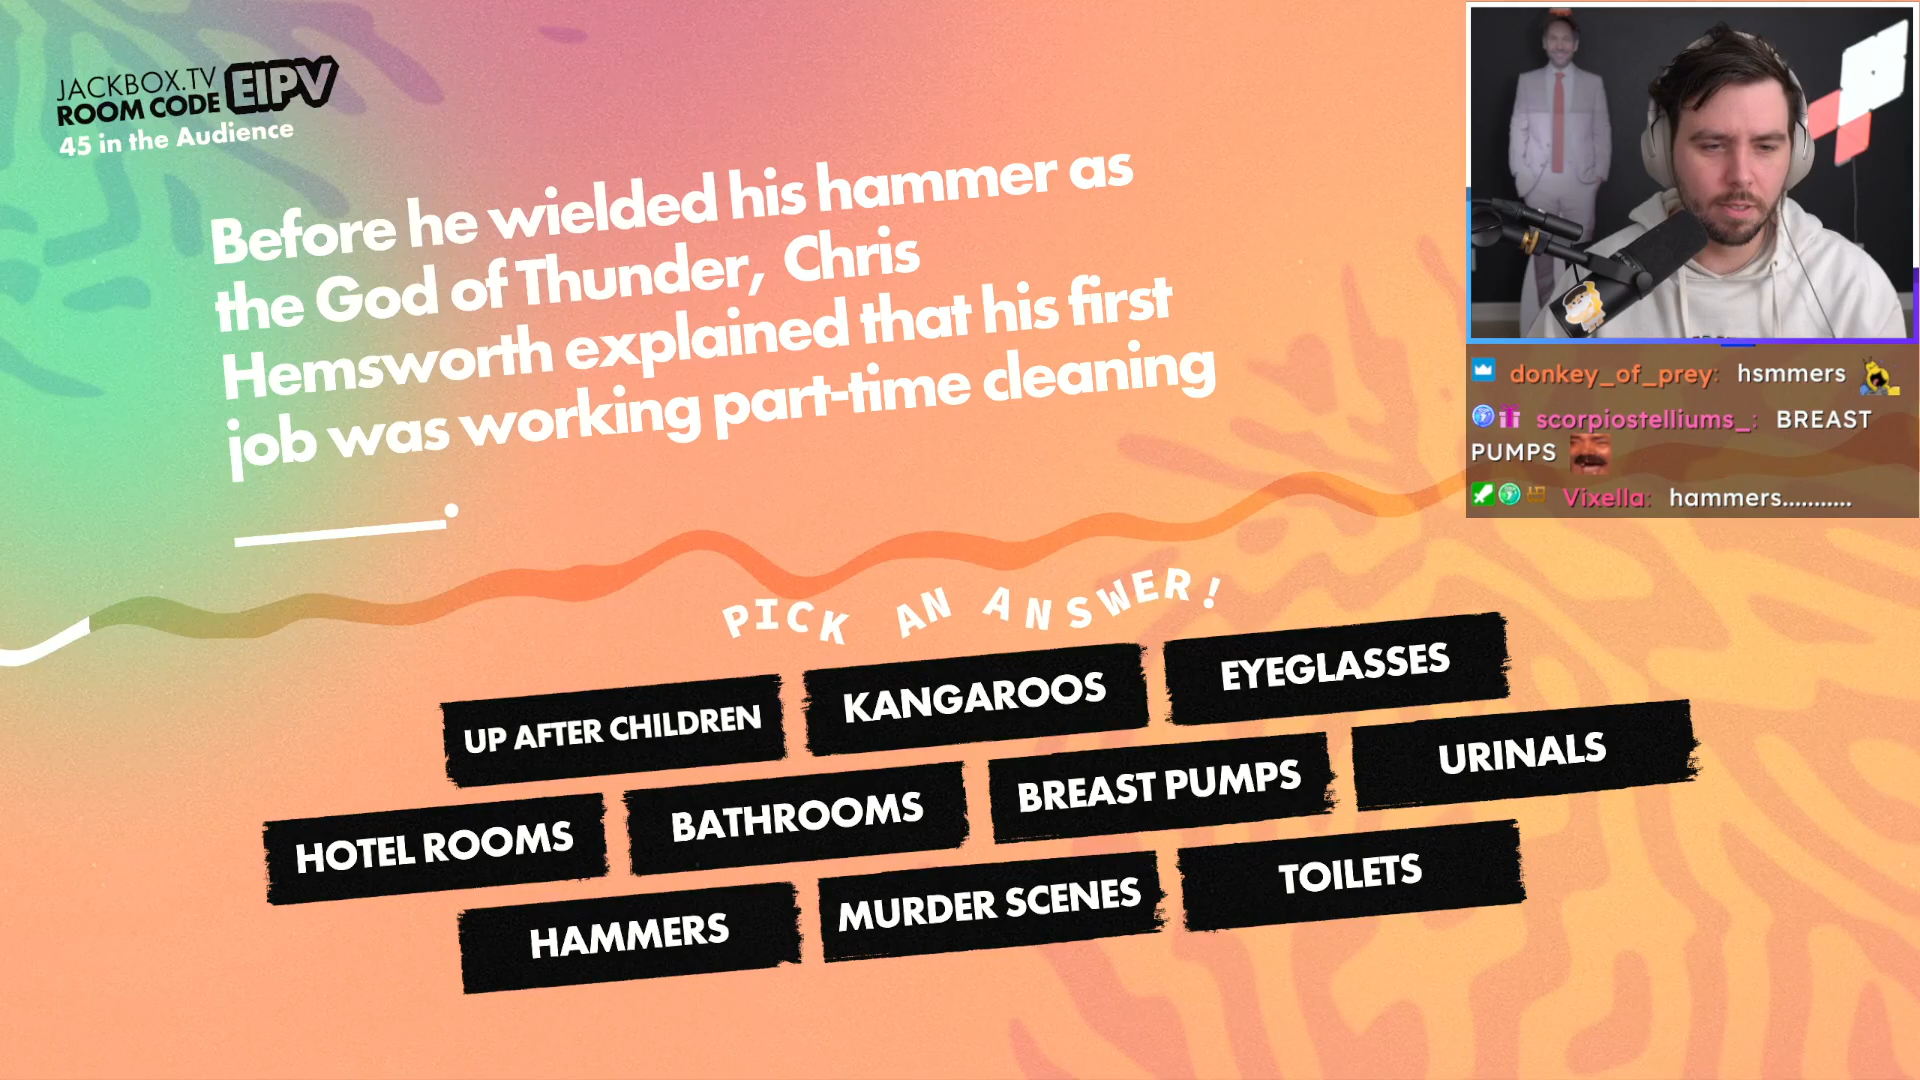 JACKBOX.TV
ROOM CODE EIPV
45 in the Audience
Before he wielded his hammer as
the God of Thunder, Chris
Hemsworth explained that his first
job was working part-time cleaning
______.
PICK AN ANSWER!
UP AFTER CHILDREN
KANGAROOS
EYEGLASSES
HOTEL ROOMS
BATHROOMS
BREAST PUMPS
URINALS
HAMMERS
MURDER SCENES
TOILETS
donkey_of_prey: hsmmers
scorpiostelliums_: BREAST
PUMPS
Vixella: hammers...........